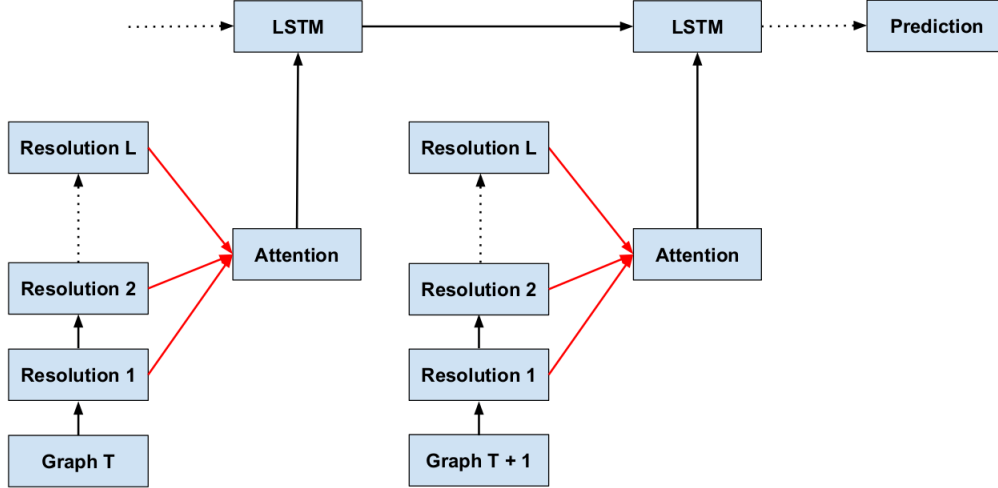 LSTM
LSTM
Prediction
Resolution L
Resolution L
Attention
Attention
Resolution 2
Resolution 2
Resolution 1
Resolution 1
Graph T
Graph T + 1